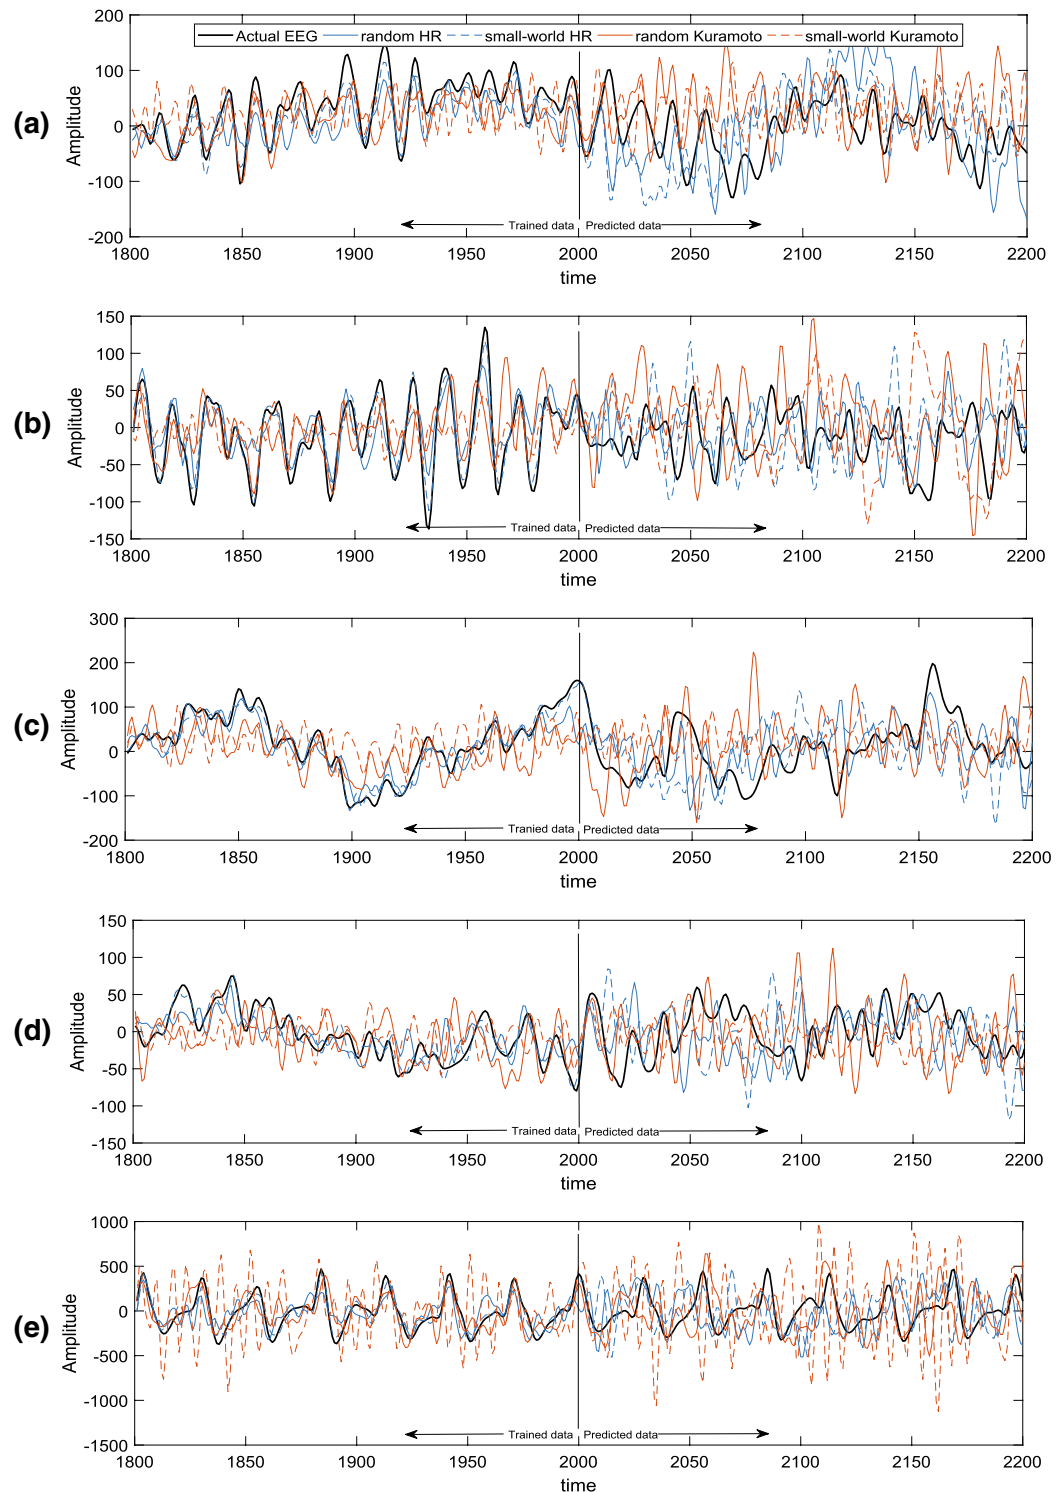 Actual EEG random HR small-world HR random Kuramoto small-world Kuramoto
(a)
Amplitude
200
100
0
-100
-200
Trained data Predicted data
1800 1850 1900 1950 2000 2050 2100 2150 2200
time
(b)
Amplitude
150
100
50
0
-50
-100
-150
Trained data Predicted data
1800 1850 1900 1950 2000 2050 2100 2150 2200
time
(c)
Amplitude
300
200
100
0
-100
-200
Tranied data Predicted data
1800 1850 1900 1950 2000 2050 2100 2150 2200
time
(d)
Amplitude
150
100
50
0
-50
-100
-150
Trained data Predicted data
1800 1850 1900 1950 2000 2050 2100 2150 2200
time
(e)
Amplitude
1000
500
0
-500
-1000
-1500
Trained data Predicted data
1800 1850 1900 1950 2000 2050 2100 2150 2200
time